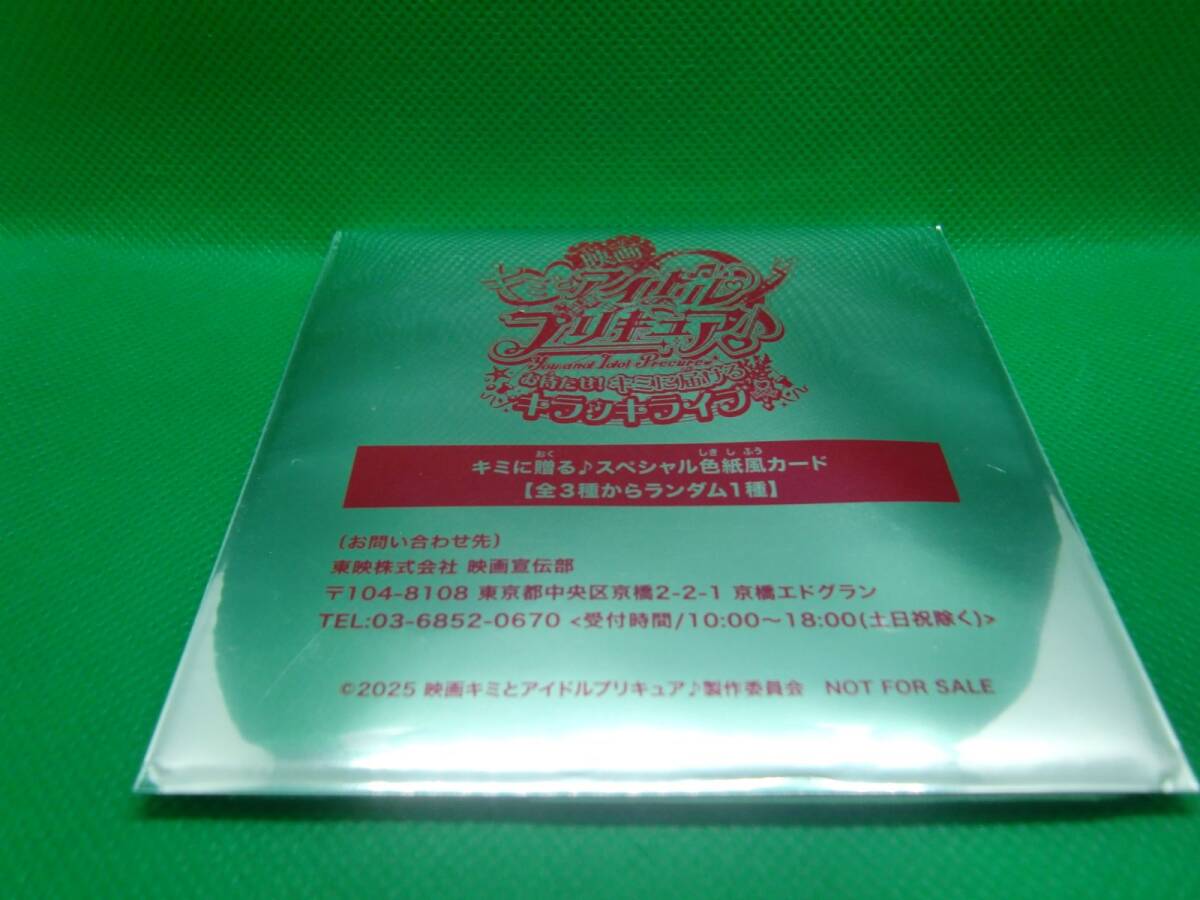 映画
キミとアイドル
プリキュア♪
You and Idol Precure
お待たせ!キミに届ける
キラッキライブ
おく しきしふう
キミに贈る♪スペシャル色紙風カード
【全3種からランダム1種】
〔お問い合わせ先〕
東映株式会社 映画宣伝部
〒104-8108 東京都中央区京橋2-2-1 京橋エドグラン
TEL:03-6852-0670 <受付時間/10:00〜18:00(土日祝除く)>
©2025 映画キミとアイドルプリキュア♪製作委員会 NOT FOR SALE